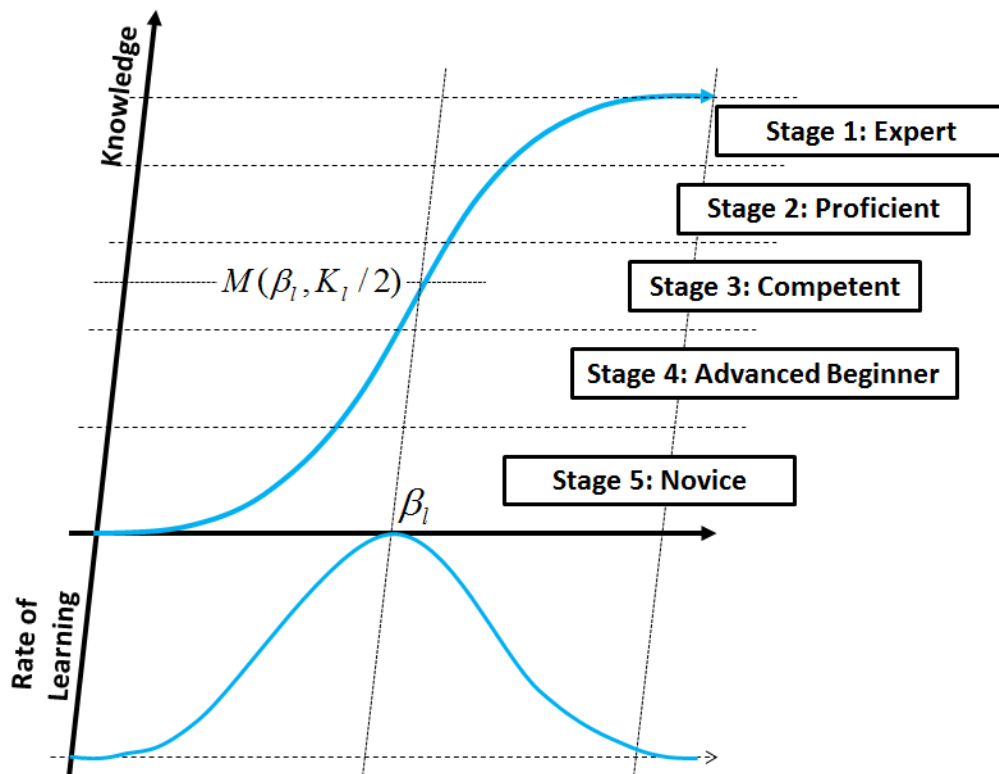 Knowledge
Stage 1: Expert
Stage 2: Proficient
M(β_l, K_l / 2)
Stage 3: Competent
Stage 4: Advanced Beginner
Stage 5: Novice
β_l
Rate of
Learning